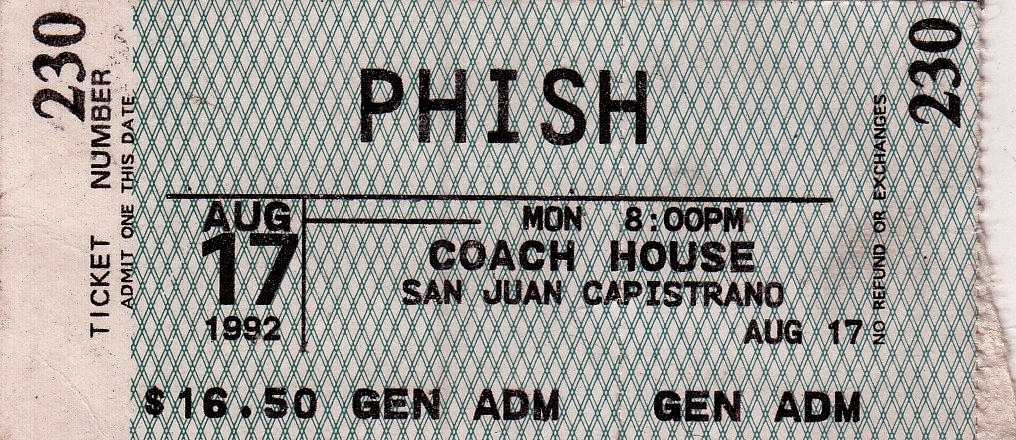 230
TICKET NUMBER
ADMIT ONE THIS DATE
PHISH
AUG
17
1992
MON 8:00PM
COACH HOUSE
SAN JUAN CAPISTRANO
AUG 17
$16.50 GEN ADM GEN ADM
NO REFUND OR EXCHANGES
230